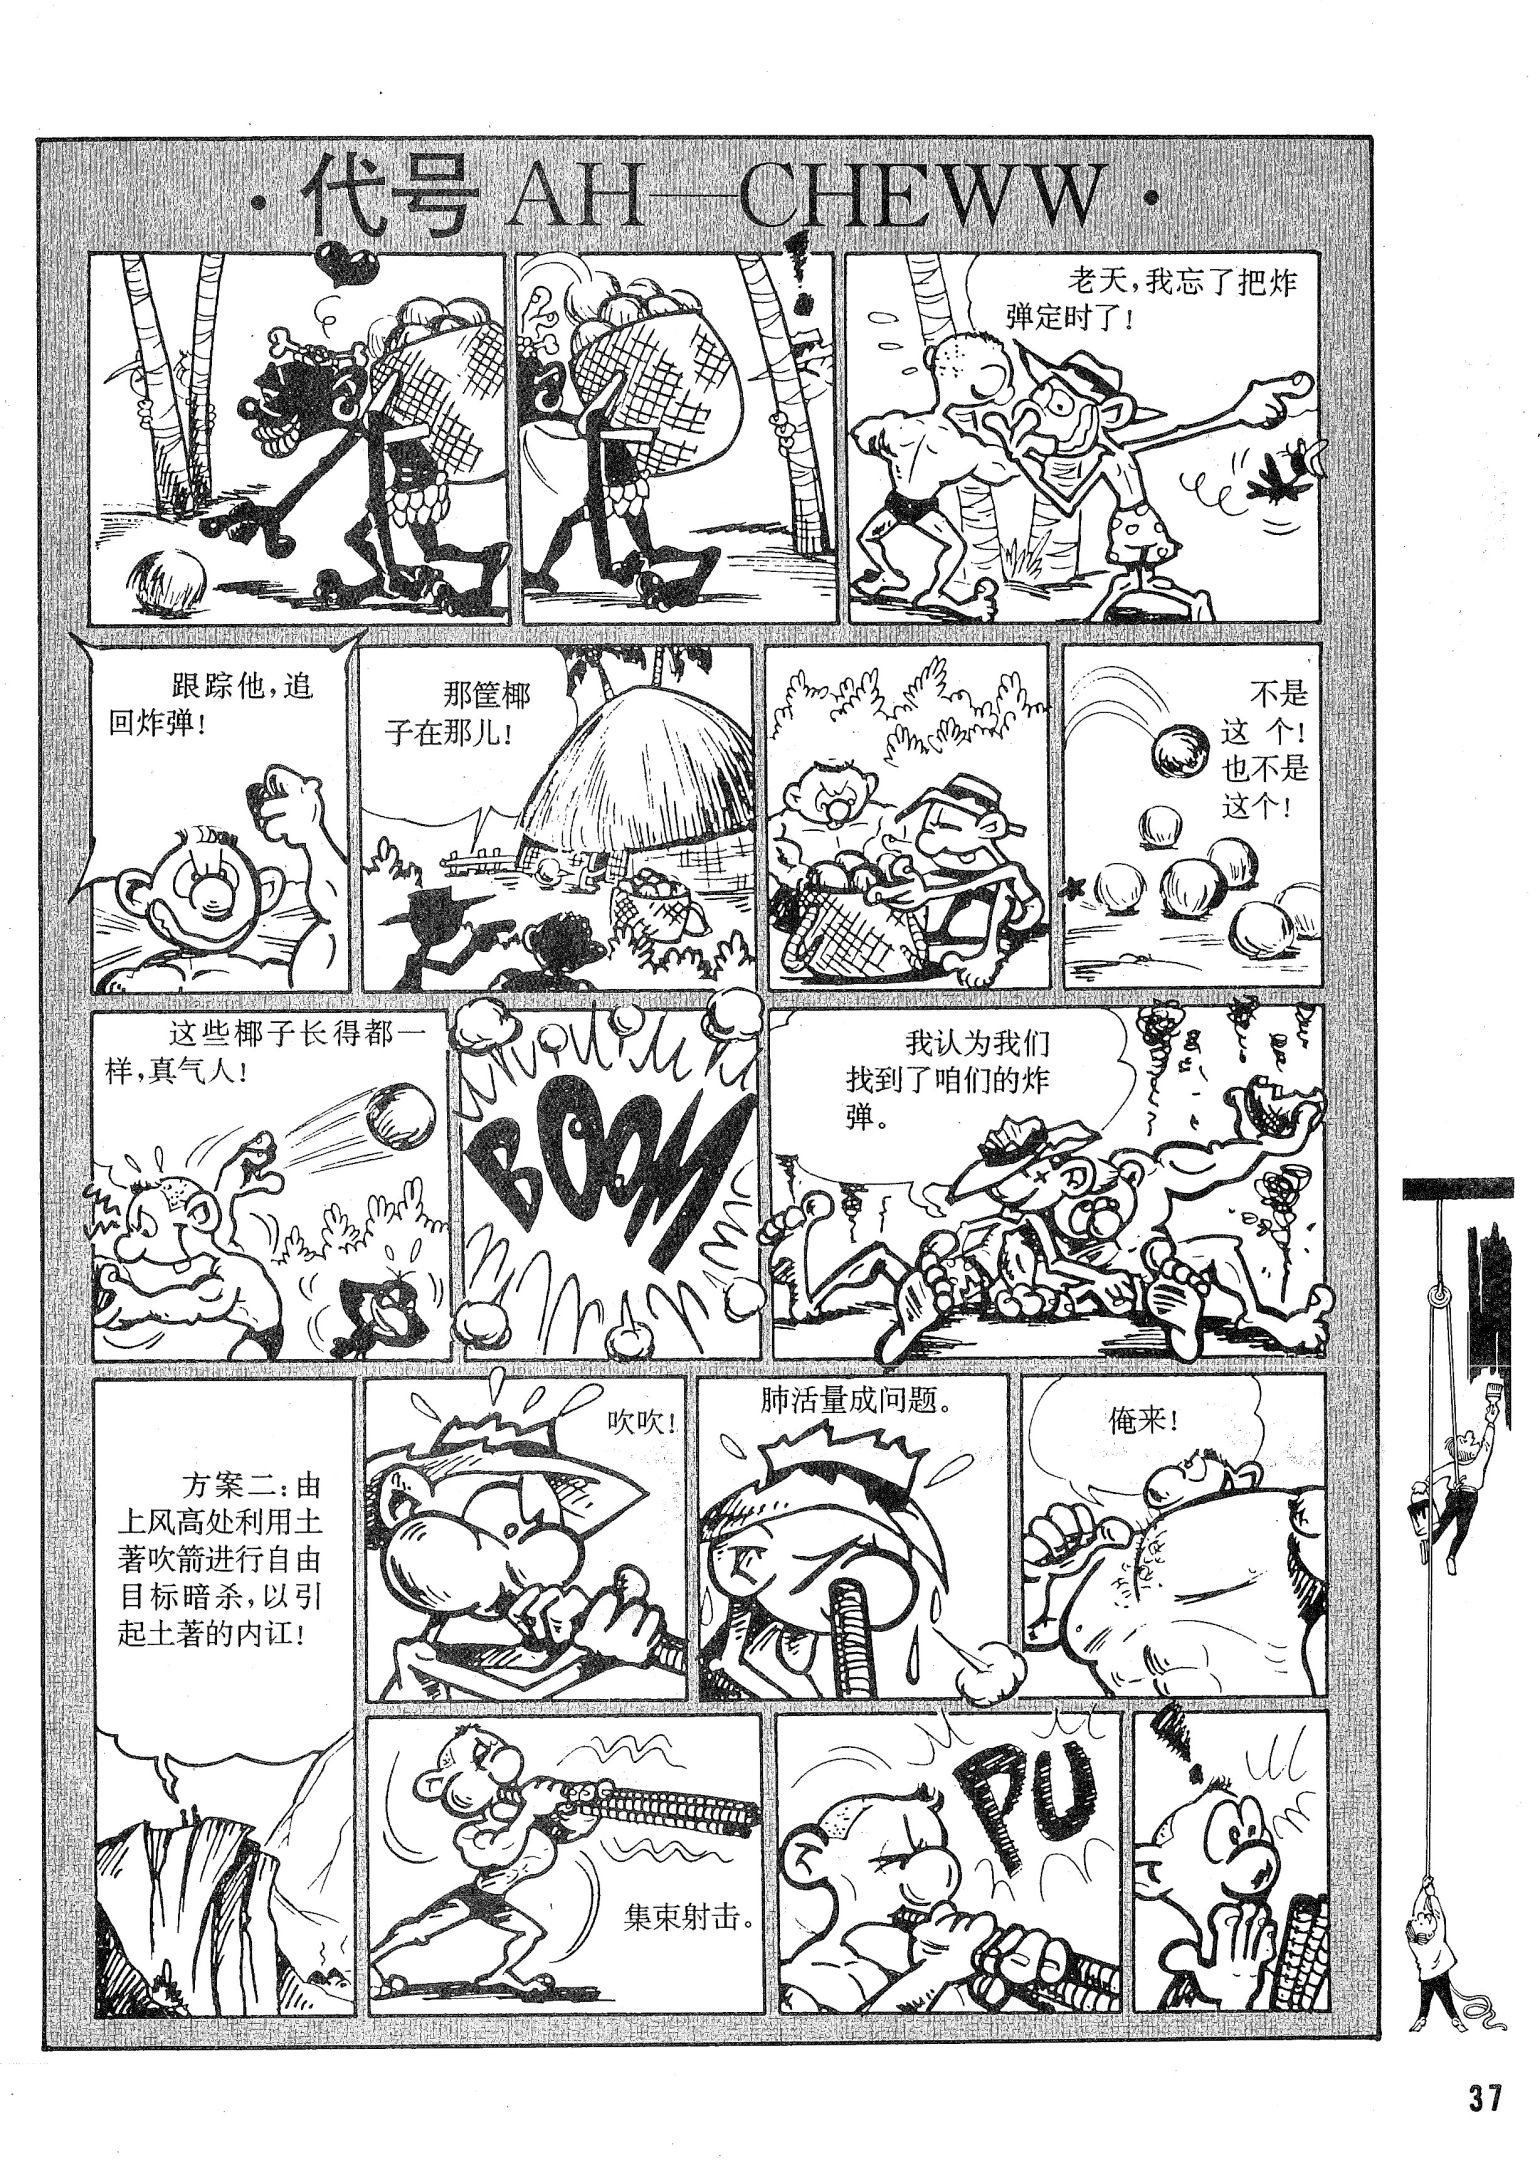 ·代号 AH—CHEWW·
老天,我忘了把炸
弹定时了!
跟踪他,追
回炸弹!
那筐椰
子在那儿!
不是
这个!
也不是
这个!
这些椰子长得都一
样,真气人!
BOOM
我认为我们
找到了咱们的炸
弹。
方案二:由
上风高处利用土
著吹箭进行自由
目标暗杀,以引
起土著的内讧!
吹吹!
肺活量成问题。
俺来!
集束射击。
PU
37